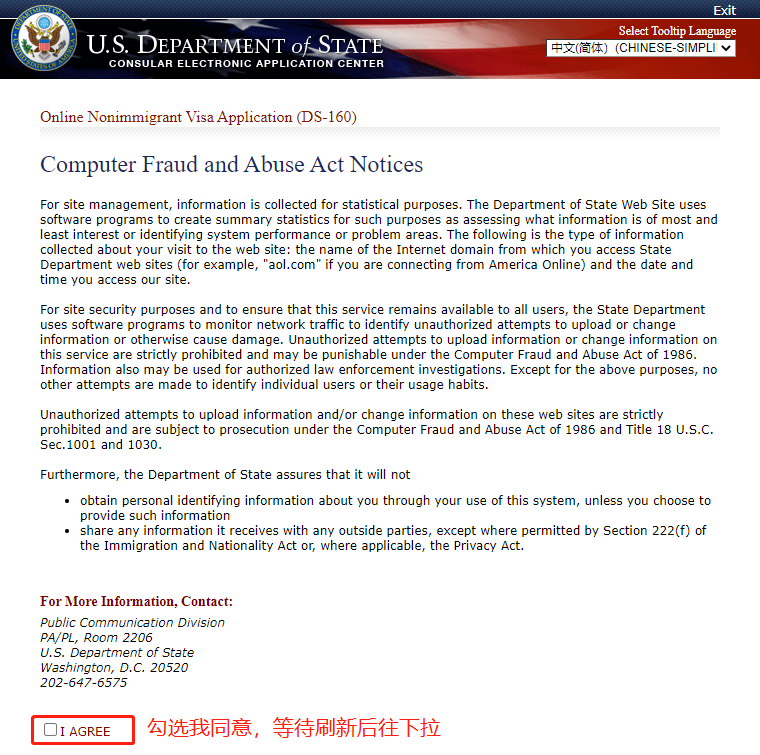 Exit
U.S. DEPARTMENT of STATE
CONSULAR ELECTRONIC APPLICATION CENTER
Select Tooltip Language
中文(简体)（CHINESE-SIMPLI
Online Nonimmigrant Visa Application (DS-160)
Computer Fraud and Abuse Act Notices
For site management, information is collected for statistical purposes. The Department of State Web Site uses
software programs to create summary statistics for such purposes as assessing what information is of most and
least interest or identifying system performance or problem areas. The following is the type of information
collected about your visit to the web site: the name of the Internet domain from which you access State
Department web sites (for example, "aol.com" if you are connecting from America Online) and the date and
time you access our site.
For site security purposes and to ensure that this service remains available to all users, the State Department
uses software programs to monitor network traffic to identify unauthorized attempts to upload or change
information or otherwise cause damage. Unauthorized attempts to upload information or change information on
this service are strictly prohibited and may be punishable under the Computer Fraud and Abuse Act of 1986.
Information also may be used for authorized law enforcement investigations. Except for the above purposes, no
other attempts are made to identify individual users or their usage habits.
Unauthorized attempts to upload information and/or change information on these web sites are strictly
prohibited and are subject to prosecution under the Computer Fraud and Abuse Act of 1986 and Title 18 U.S.C.
Sec.1001 and 1030.
Furthermore, the Department of State assures that it will not
• obtain personal identifying information about you through your use of this system, unless you choose to
provide such information
• share any information it receives with any outside parties, except where permitted by Section 222(f) of
the Immigration and Nationality Act or, where applicable, the Privacy Act.
For More Information, Contact:
Public Communication Division
PA/PL, Room 2206
U.S. Department of State
Washington, D.C. 20520
202-647-6575
I AGREE 勾选我同意，等待刷新后往下拉